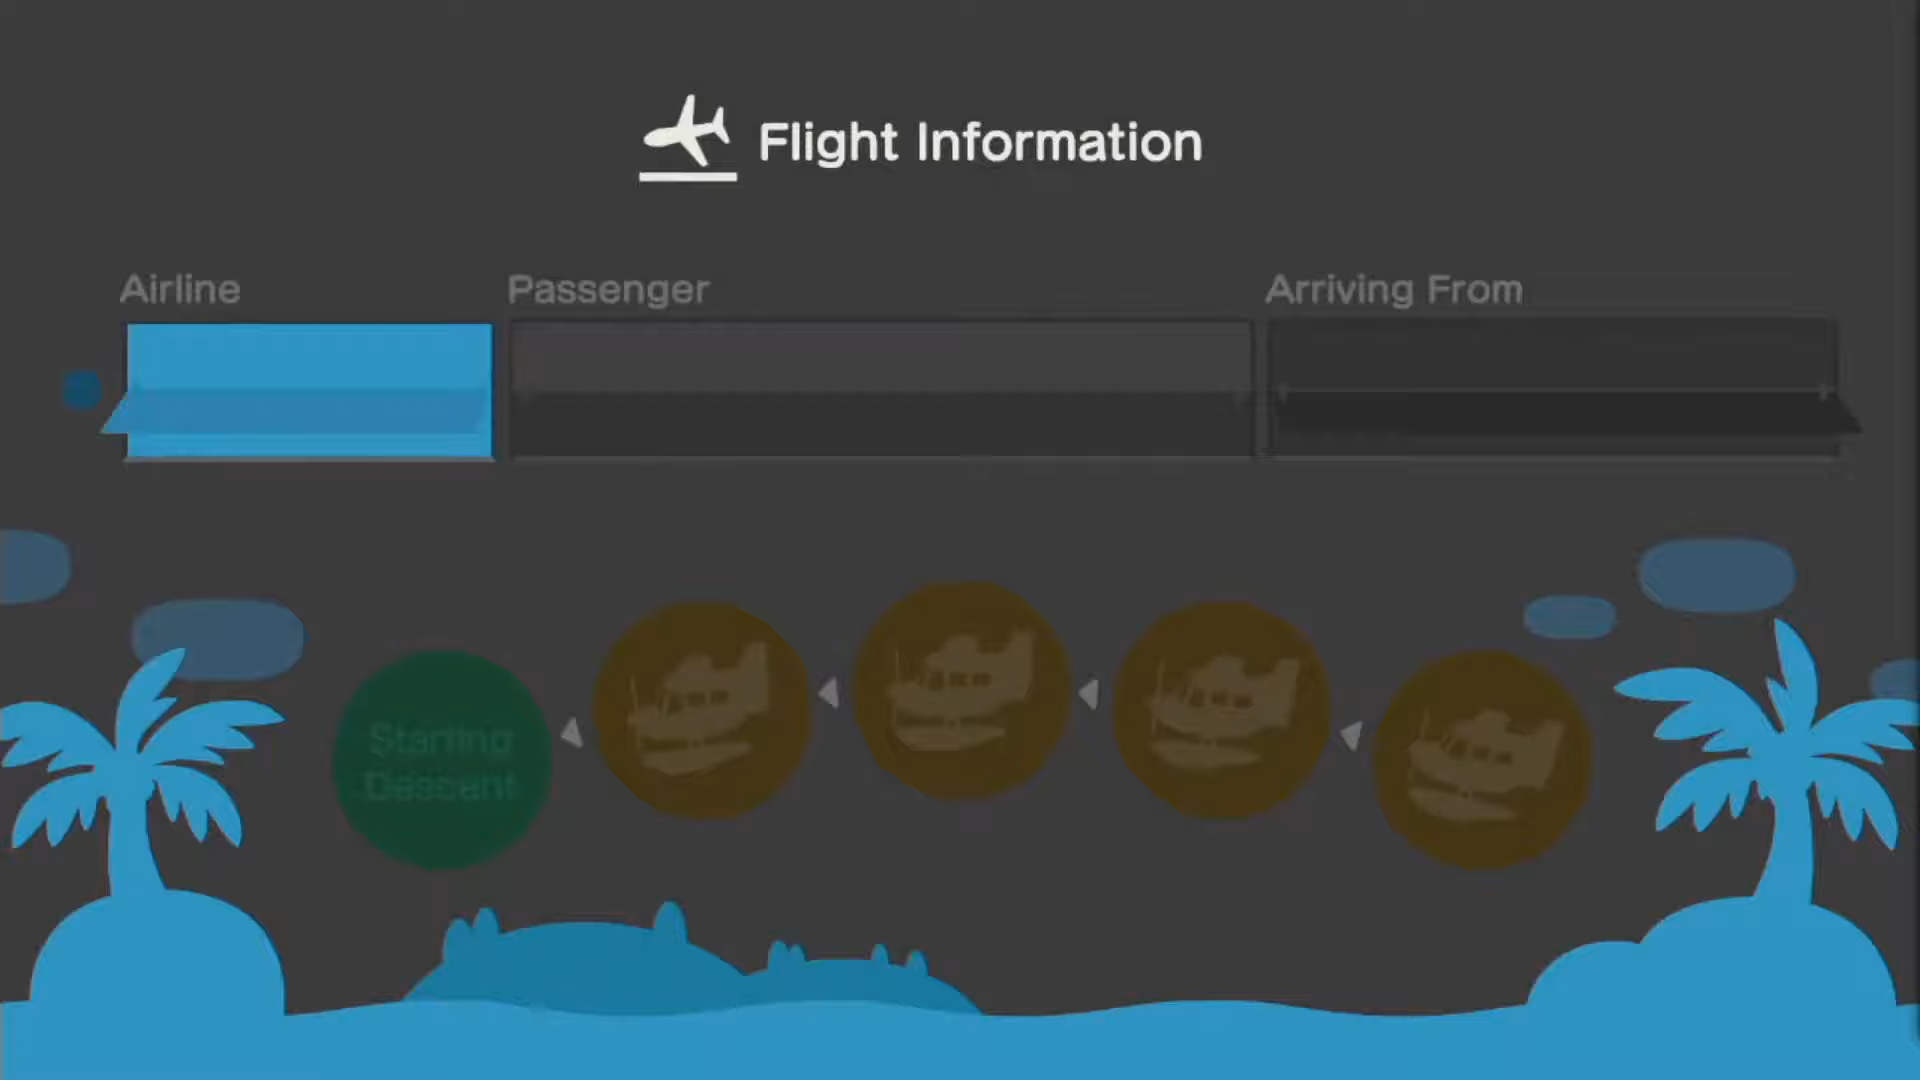 Flight Information
Airline
Passenger
Arriving From
Starting
Descent